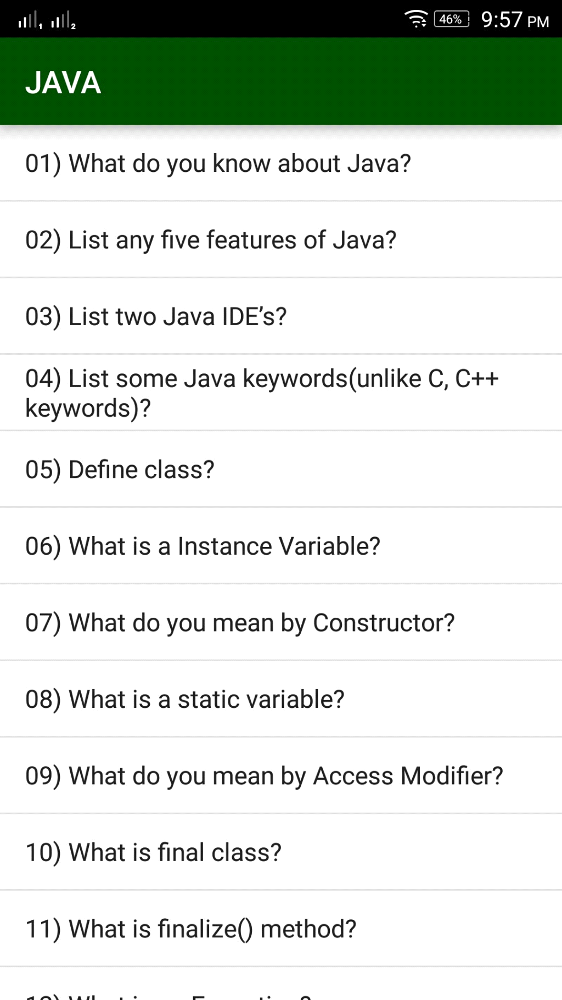 1 2 46% 9:57 PM
JAVA
01) What do you know about Java?
02) List any five features of Java?
03) List two Java IDE’s?
04) List some Java keywords(unlike C, C++
keywords)?
05) Define class?
06) What is a Instance Variable?
07) What do you mean by Constructor?
08) What is a static variable?
09) What do you mean by Access Modifier?
10) What is final class?
11) What is finalize() method?